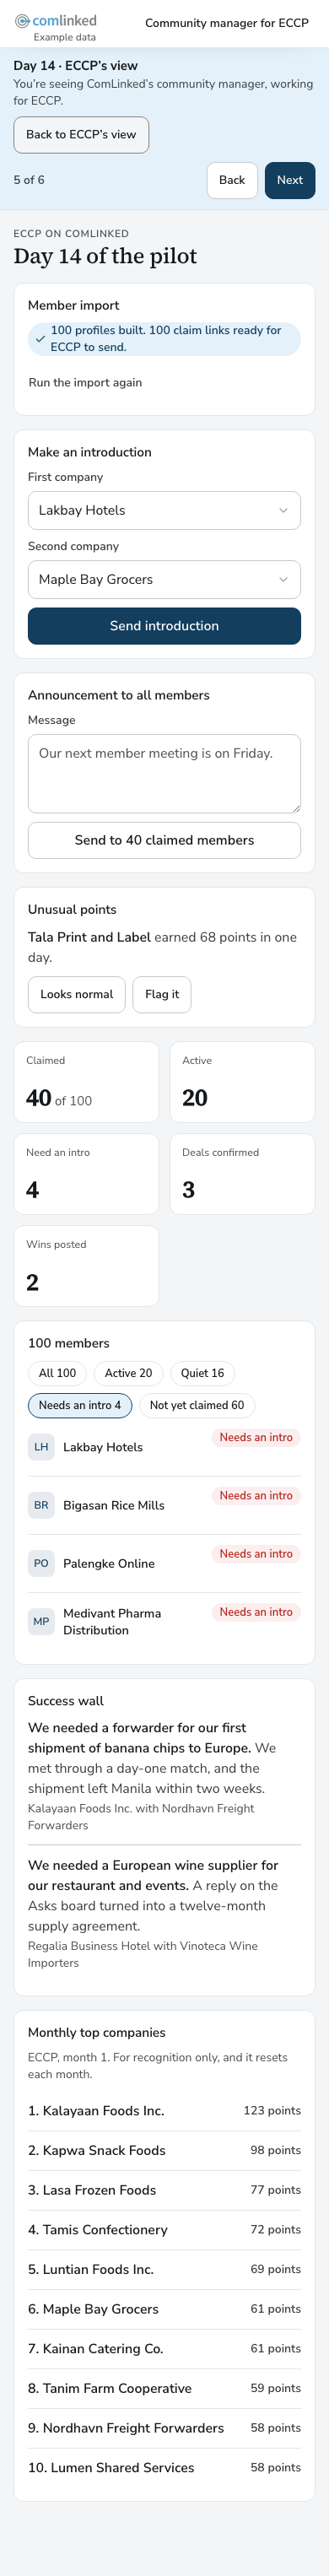 comlinked
Example data
Community manager for ECCP
Day 14 · ECCP's view
You're seeing ComLinked's community manager, working
for ECCP.
Back to ECCP's view
5 of 6
Back
Next
ECCP ON COMLINKED
Day 14 of the pilot
Member import
100 profiles built. 100 claim links ready for
ECCP to send.
Run the import again
Make an introduction
First company
Lakbay Hotels
Second company
Maple Bay Grocers
Send introduction
Announcement to all members
Message
Our next member meeting is on Friday.
Send to 40 claimed members
Unusual points
Tala Print and Label earned 68 points in one
day.
Looks normal
Flag it
Claimed
40 of 100
Active
20
Need an intro
4
Deals confirmed
3
Wins posted
2
100 members
All 100
Active 20
Quiet 16
Needs an intro 4
Not yet claimed 60
LH
Lakbay Hotels
Needs an intro
BR
Bigasan Rice Mills
Needs an intro
PO
Palengke Online
Needs an intro
MP
Medivant Pharma
Distribution
Needs an intro
Success wall
We needed a forwarder for our first
shipment of banana chips to Europe. We
met through a day-one match, and the
shipment left Manila within two weeks.
Kalayaan Foods Inc. with Nordhavn Freight
Forwarders
We needed a European wine supplier for
our restaurant and events. A reply on the
Asks board turned into a twelve-month
supply agreement.
Regalia Business Hotel with Vinoteca Wine
Importers
Monthly top companies
ECCP, month 1. For recognition only, and it resets
each month.
1. Kalayaan Foods Inc.
123 points
2. Kapwa Snack Foods
98 points
3. Lasa Frozen Foods
77 points
4. Tamis Confectionery
72 points
5. Luntian Foods Inc.
69 points
6. Maple Bay Grocers
61 points
7. Kainan Catering Co.
61 points
8. Tanim Farm Cooperative
59 points
9. Nordhavn Freight Forwarders
58 points
10. Lumen Shared Services
58 points